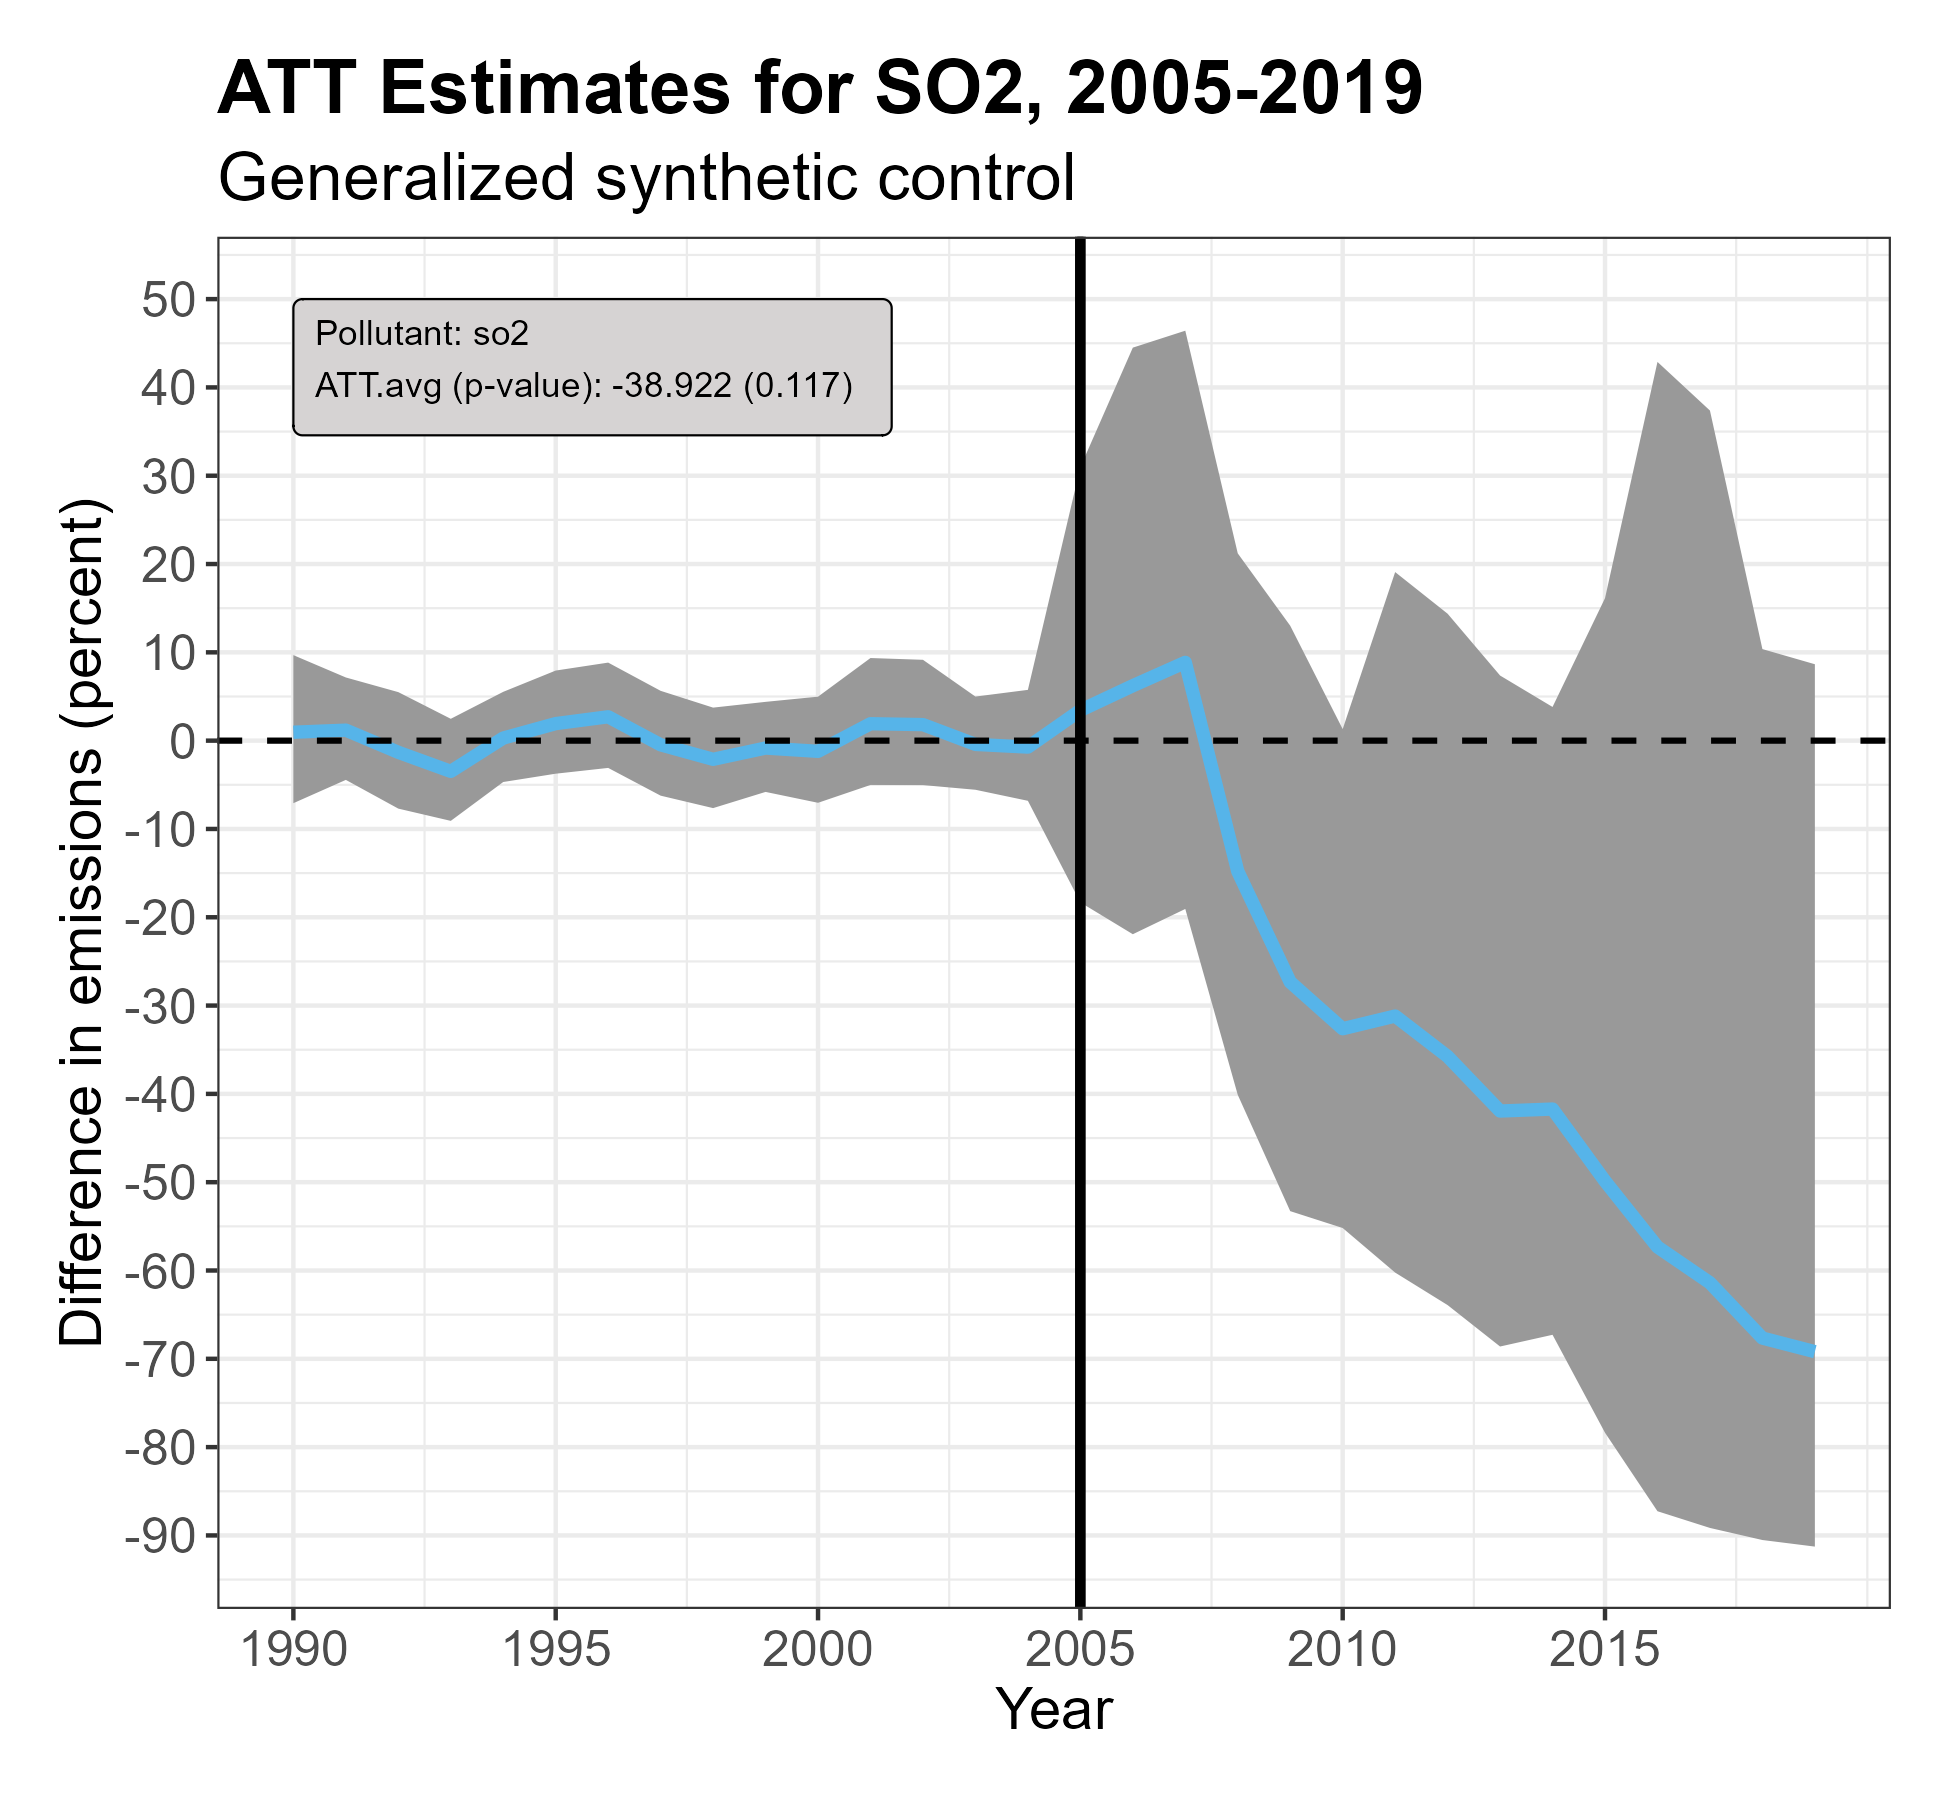 ATT Estimates for SO2, 2005-2019
Generalized synthetic control
Pollutant: so2
ATT.avg (p-value): -38.922 (0.117)
Difference in emissions (percent)
50
40
30
20
10
0
-10
-20
-30
-40
-50
-60
-70
-80
-90
1990 1995 2000 2005 2010 2015
Year